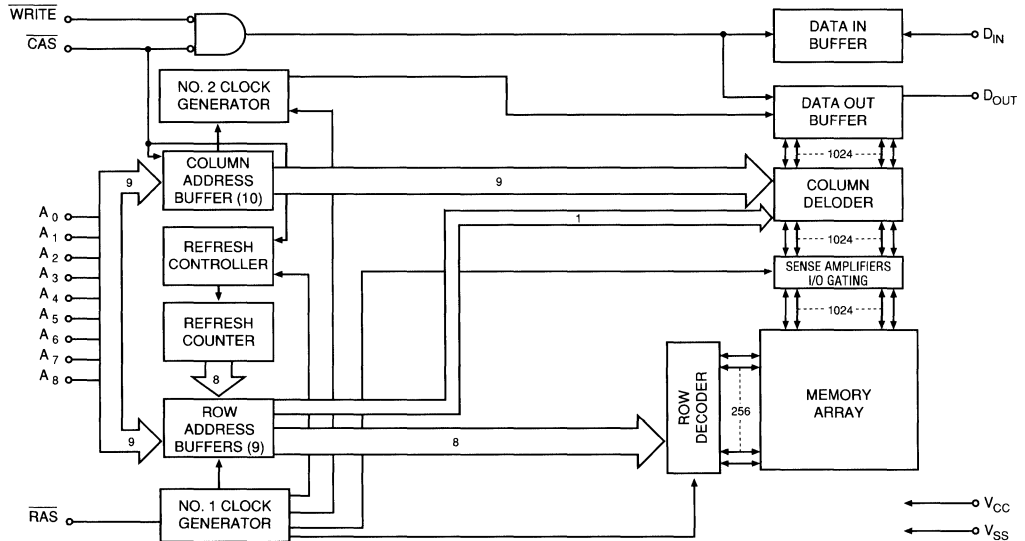 WRITE
CAS
DATA IN
BUFFER
DIN
NO. 2 CLOCK
GENERATOR
DATA OUT
BUFFER
DOUT
1024
COLUMN
ADDRESS
BUFFER (10)
9
9
COLUMN
DELODER
1
A0
A1
A2
A3
A4
A5
A6
A7
A8
REFRESH
CONTROLLER
1024
SENSE AMPLIFIERS
I/O GATING
1024
REFRESH
COUNTER
8
ROW
ADDRESS
BUFFERS (9)
9
8
ROW
DECODER
256
MEMORY
ARRAY
RAS
NO. 1 CLOCK
GENERATOR
VCC
VSS